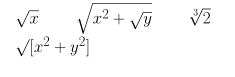 √x √(x² + √y) ∛2
√[x² + y²]